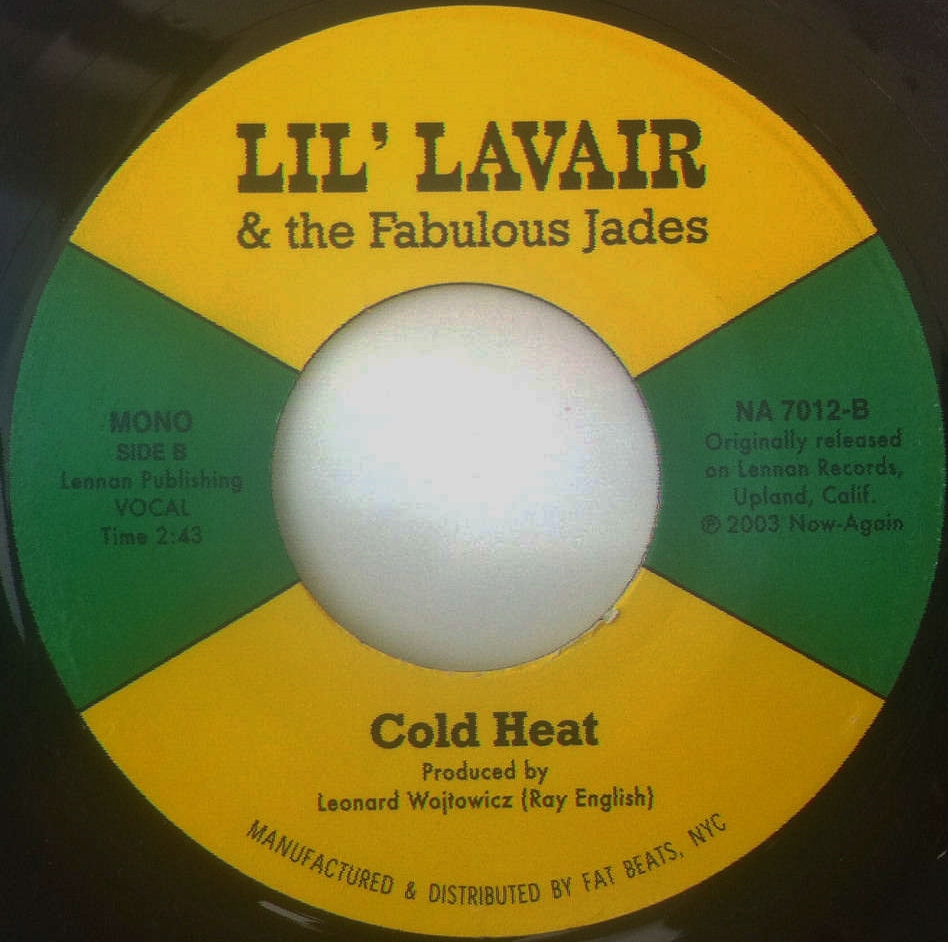 LIL' LAVAIR
& the Fabulous Jades
MONO
SIDE B
Lennan Publishing
VOCAL
Time 2:43
NA 7012-B
Originally released
on Lennan Records,
Upland, Calif.
℗ 2003 Now-Again
Cold Heat
Produced by
Leonard Wojtowicz {Ray English}
MANUFACTURED & DISTRIBUTED BY FAT BEATS, NYC